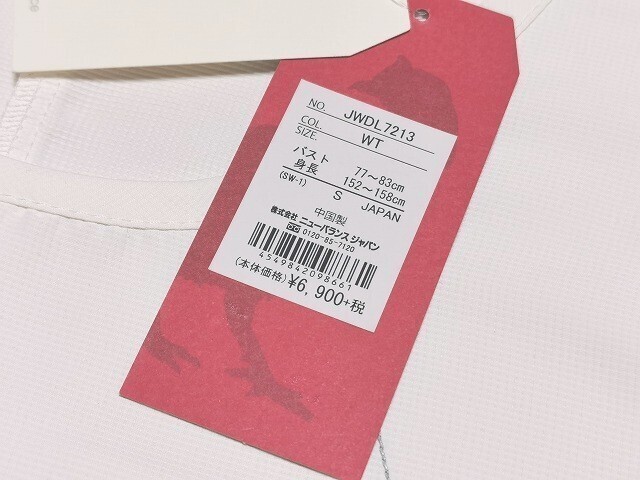 NO. JWDL7213
COL. WT
SIZE.
バスト 77〜83cm
身長 152〜158cm
(SW-1) S JAPAN
中国製
株式会社 ニューバランス ジャパン
0120-85-7120
4549842098661
(本体価格) ¥6,900+税